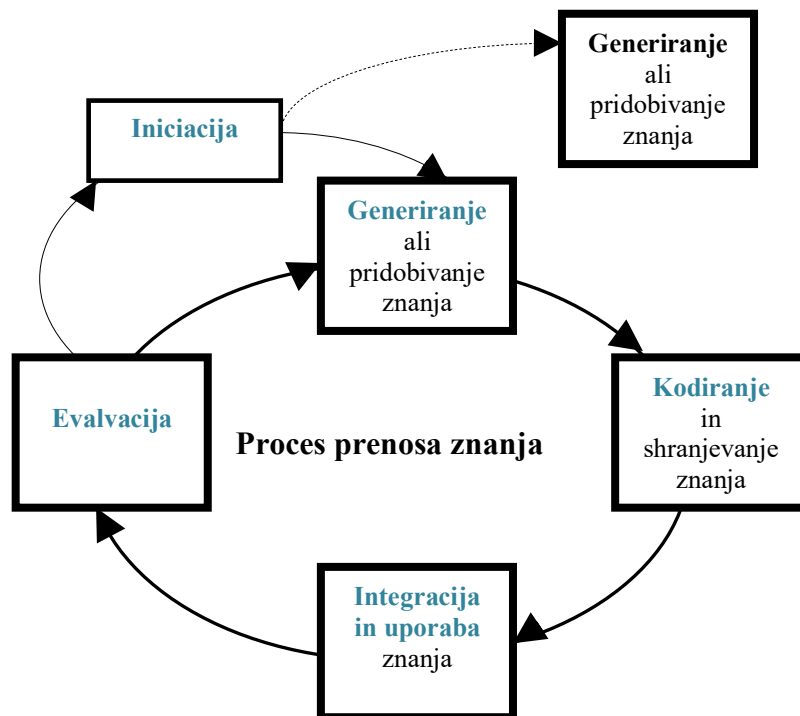 Generiranje
ali
pridobivanje
znanja
Iniciacija
Generiranje
ali
pridobivanje
znanja
Kodiranje
in
shranjevanje
znanja
Evalvacija
Proces prenosa znanja
Integracija
in uporaba
znanja